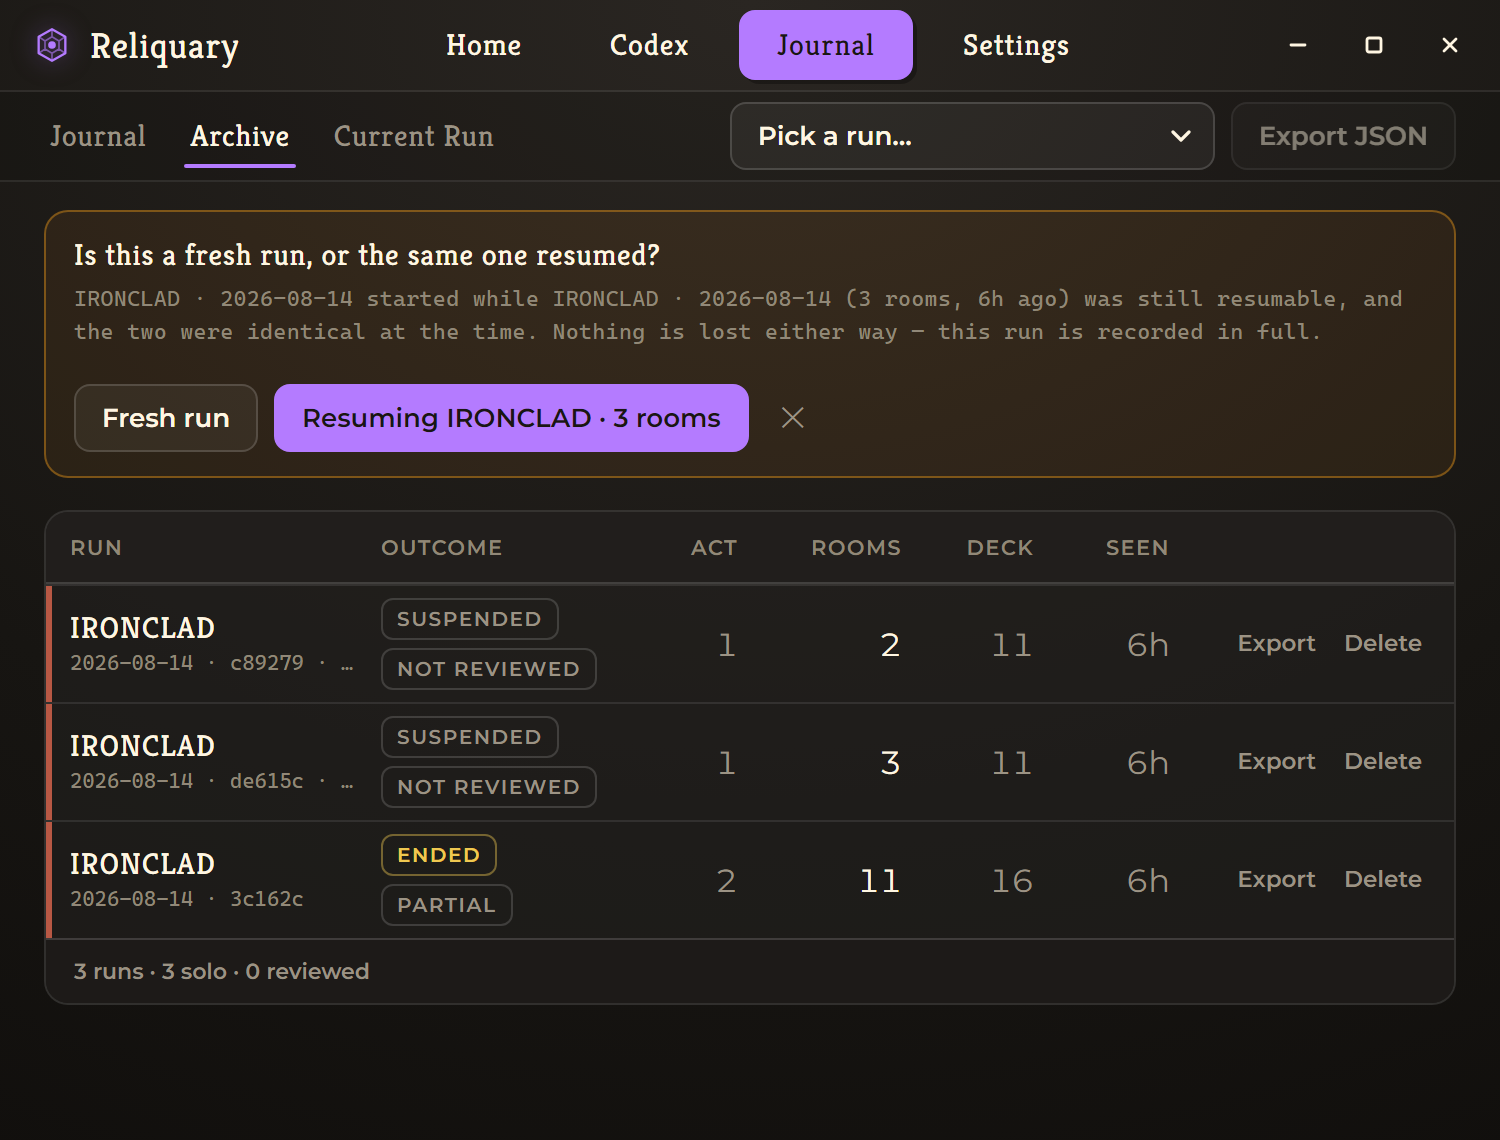 Reliquary
Home Codex Journal Settings
Journal Archive Current Run
Pick a run...
Export JSON
Is this a fresh run, or the same one resumed?
IRONCLAD · 2026-08-14 started while IRONCLAD · 2026-08-14 (3 rooms, 6h ago) was still resumable, and
the two were identical at the time. Nothing is lost either way — this run is recorded in full.
Fresh run
Resuming IRONCLAD · 3 rooms
RUN OUTCOME ACT ROOMS DECK SEEN
IRONCLAD
2026-08-14 · c89279 · …
SUSPENDED
NOT REVIEWED
1 2 11 6h Export Delete
IRONCLAD
2026-08-14 · de615c · …
SUSPENDED
NOT REVIEWED
1 3 11 6h Export Delete
IRONCLAD
2026-08-14 · 3c162c
ENDED
PARTIAL
2 11 16 6h Export Delete
3 runs · 3 solo · 0 reviewed